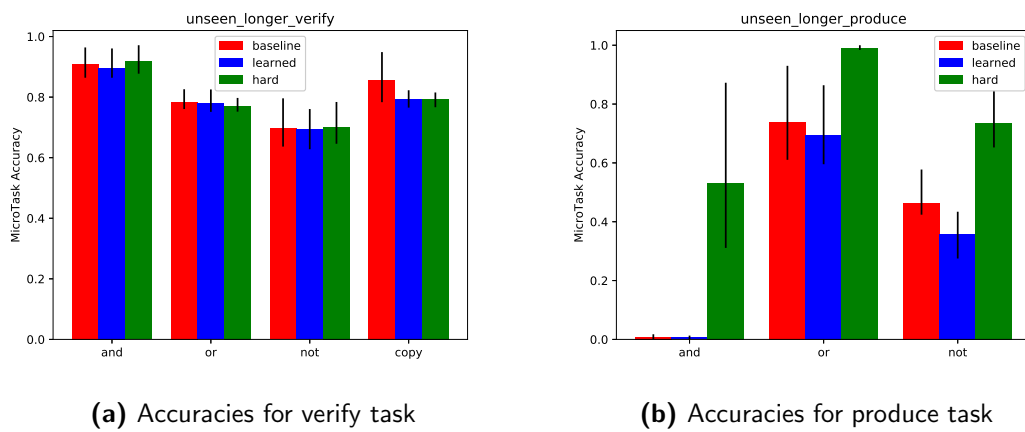 unseen_longer_verify
MicroTask Accuracy
1.0
0.8
0.6
0.4
0.2
0.0
baseline
learned
hard
and or not copy
(a) Accuracies for verify task
unseen_longer_produce
MicroTask Accuracy
1.0
0.8
0.6
0.4
0.2
0.0
baseline
learned
hard
and or not
(b) Accuracies for produce task